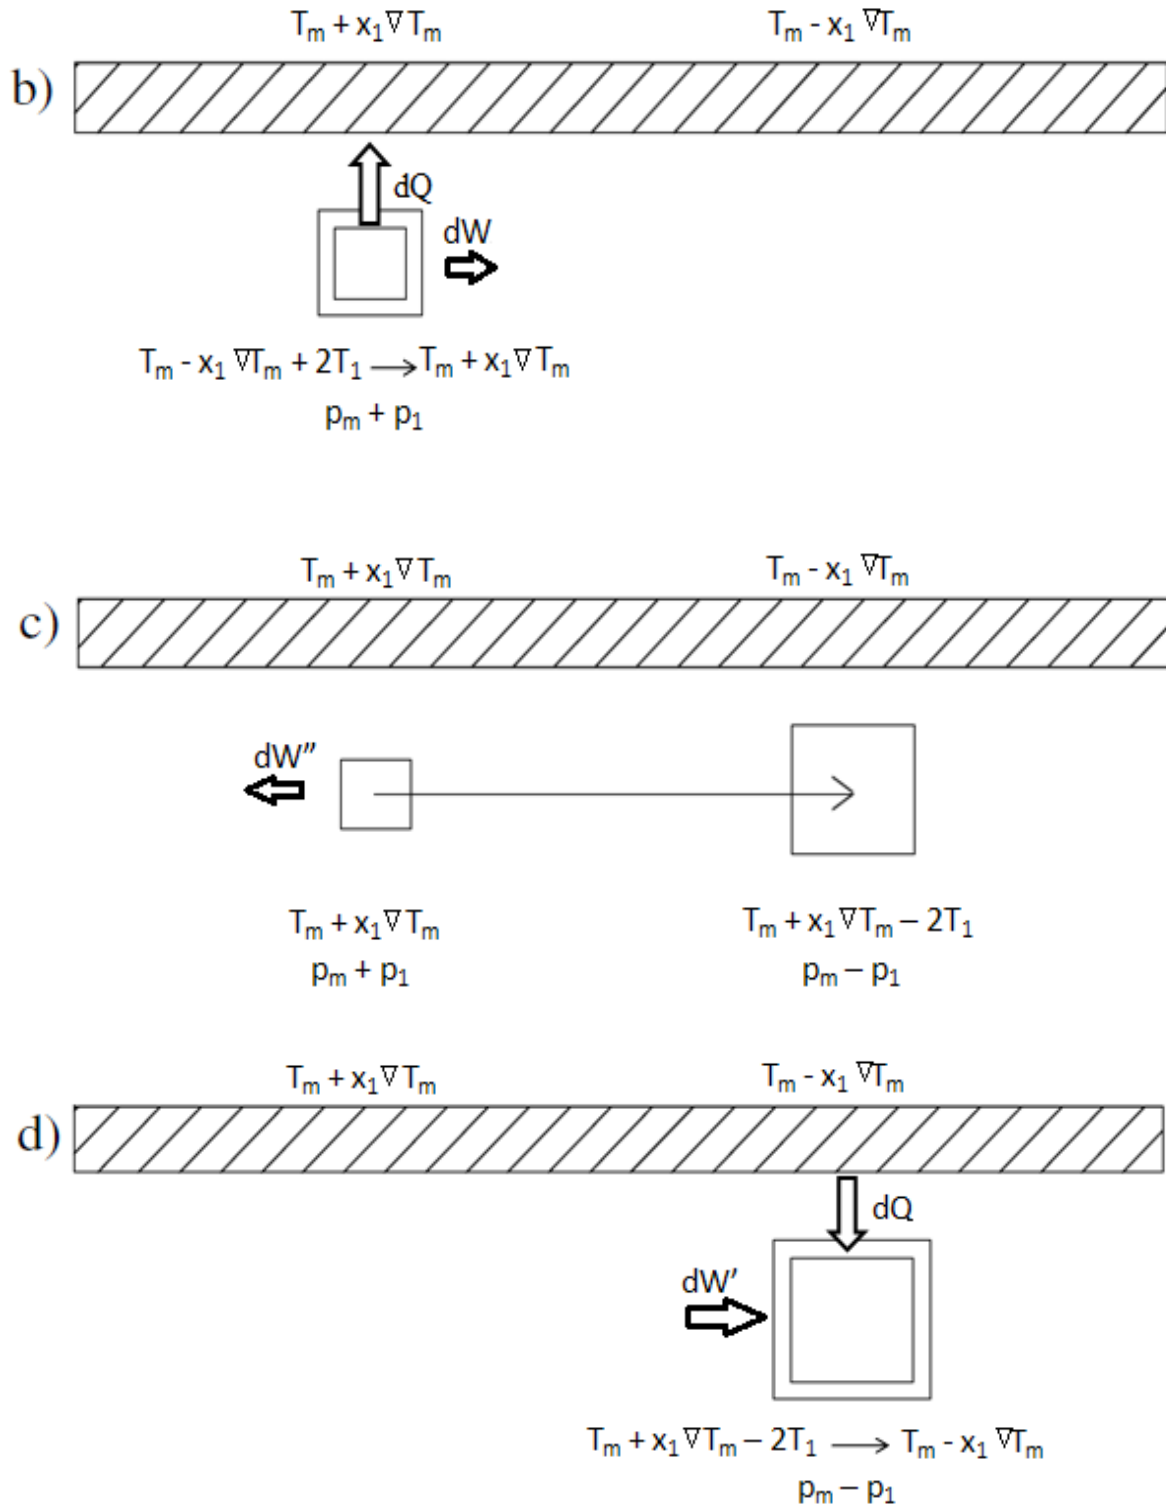 Tₘ + x₁ ∇ Tₘ    Tₘ - x₁ ∇Tₘ
b)
dQ
dW
Tₘ - x₁ ∇Tₘ + 2T₁ → Tₘ + x₁ ∇ Tₘ
pₘ + p₁
Tₘ + x₁ ∇ Tₘ    Tₘ - x₁ ∇Tₘ
c)
dW″
Tₘ + x₁ ∇ Tₘ    Tₘ + x₁ ∇ Tₘ – 2T₁
pₘ + p₁    pₘ – p₁
Tₘ + x₁ ∇ Tₘ    Tₘ - x₁ ∇Tₘ
d)
dQ
dW′
Tₘ + x₁ ∇ Tₘ – 2T₁ → Tₘ - x₁ ∇Tₘ
pₘ – p₁